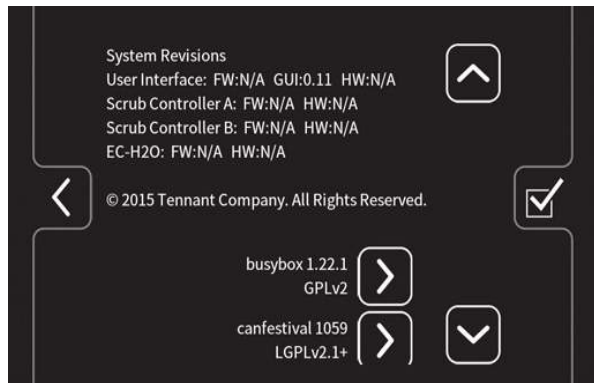 System Revisions
User Interface: FW:N/A GUI:0.11 HW:N/A
Scrub Controller A: FW:N/A HW:N/A
Scrub Controller B: FW:N/A HW:N/A
EC-H2O: FW:N/A HW:N/A
© 2015 Tennant Company. All Rights Reserved.
busybox 1.22.1
GPLv2
canfestival 1059
LGPLv2.1+